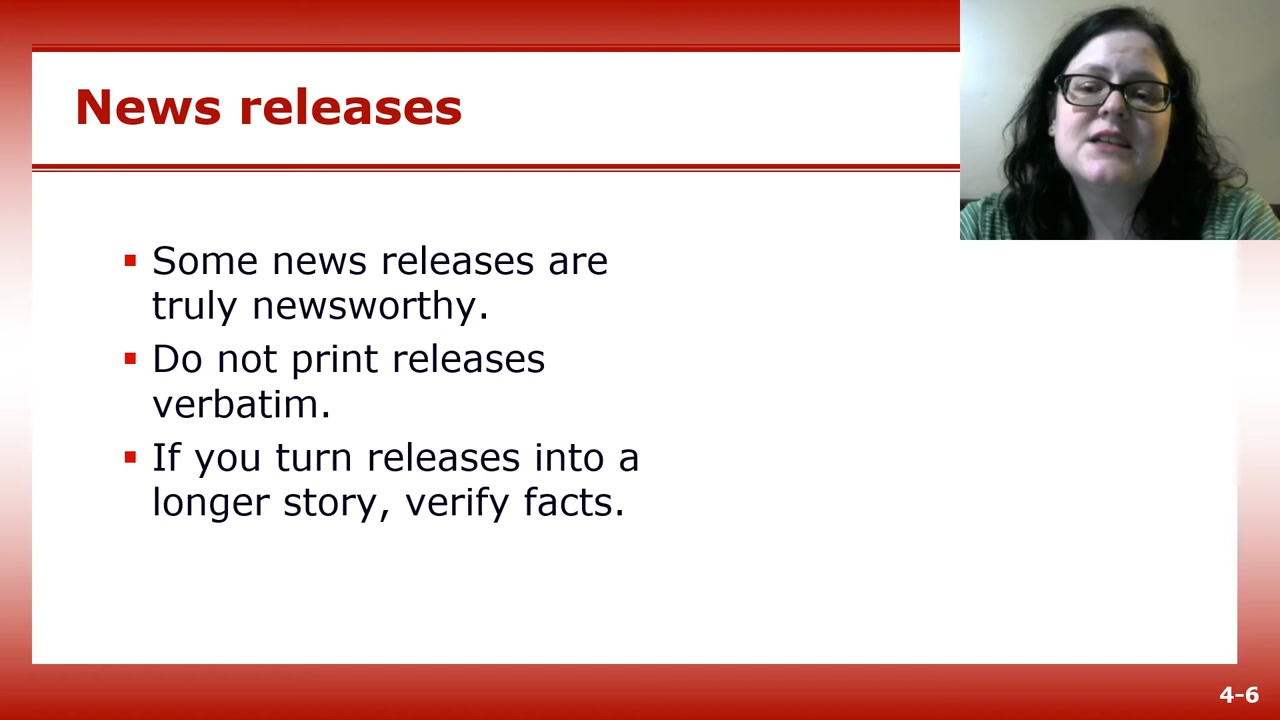 News releases
▪ Some news releases are
truly newsworthy.
▪ Do not print releases
verbatim.
▪ If you turn releases into a
longer story, verify facts.
4-6